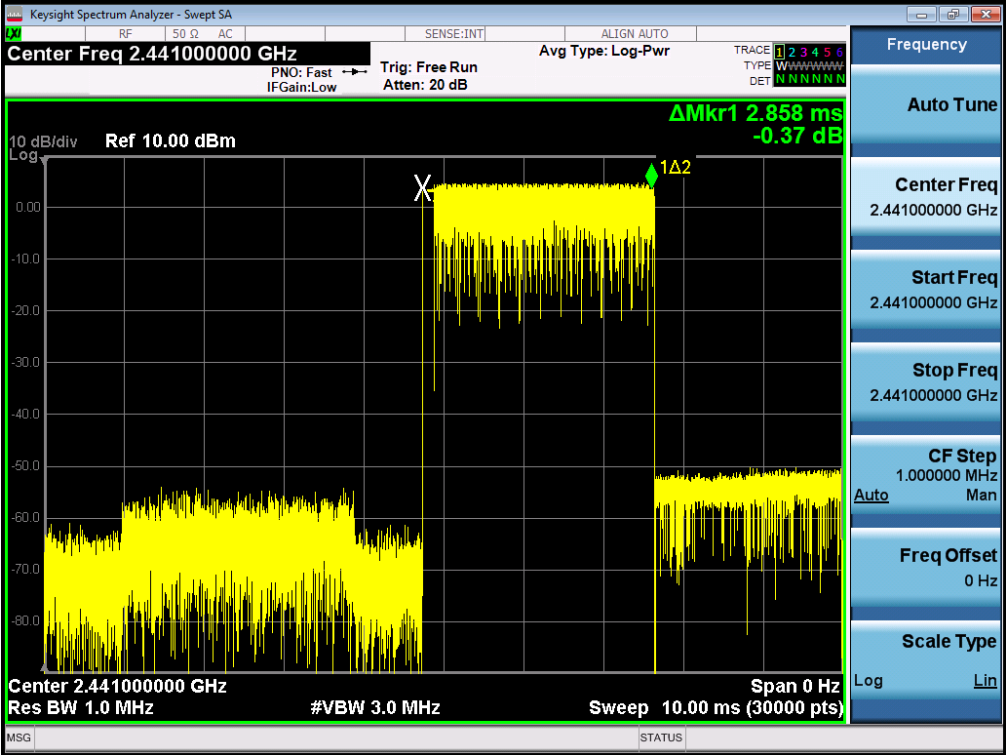 Keysight Spectrum Analyzer - Swept SA
LXI RF 50 Ω AC SENSE:INT ALIGN AUTO
Center Freq 2.441000000 GHz
PNO: Fast
IFGain:Low
Trig: Free Run
Atten: 20 dB
Avg Type: Log-Pwr
TRACE 1 2 3 4 5 6
TYPE WWWWWW
DET N N N N N N
ΔMkr1 2.858 ms
-0.37 dB
10 dB/div Ref 10.00 dBm
Log
1Δ2
0.00
-10.0
-20.0
-30.0
-40.0
-50.0
-60.0
-70.0
-80.0
Center 2.441000000 GHz Span 0 Hz
Res BW 1.0 MHz #VBW 3.0 MHz Sweep 10.00 ms (30000 pts)
MSG STATUS
Frequency
Auto Tune
Center Freq
2.441000000 GHz
Start Freq
2.441000000 GHz
Stop Freq
2.441000000 GHz
CF Step
1.000000 MHz
Auto Man
Freq Offset
0 Hz
Scale Type
Log Lin